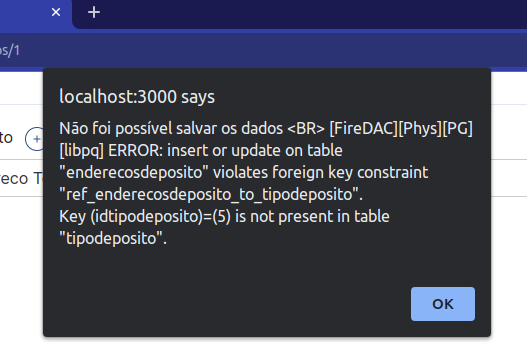 os/1
localhost:3000 says
Não foi possível salvar os dados <BR> [FireDAC][Phys][PG]
[libpq] ERROR: insert or update on table
"enderecosdeposito" violates foreign key constraint
"ref_enderecosdeposito_to_tipodeposito".
Key (idtipodeposito)=(5) is not present in table
"tipodeposito".
OK
to
reco T